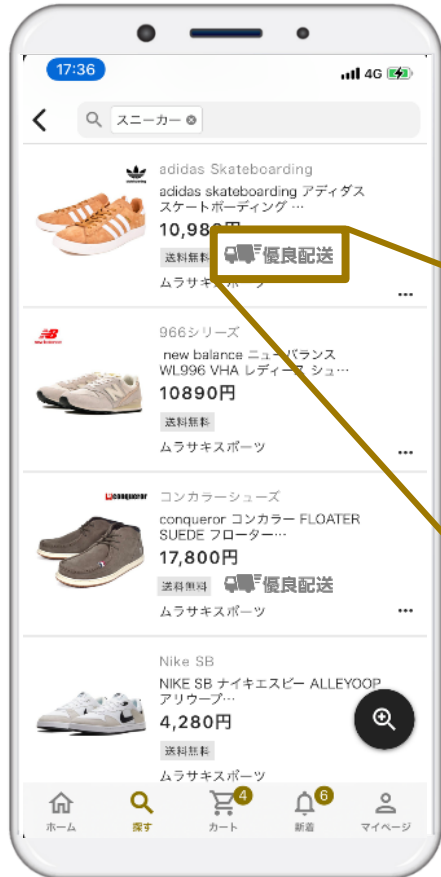 17:36
4G
スニーカー
adidas Skateboarding
adidas skateboarding アディダス
スケートボーディング …
10,98
送料無料 優良配送
ムラサキスポーツ
new balance
966シリーズ
new balance ニューバランス
WL996 VHA レディース シュ…
10890円
送料無料
ムラサキスポーツ
conqueror
コンカラーシューズ
conqueror コンカラー FLOATER
SUEDE フローター…
17,800円
送料無料 優良配送
ムラサキスポーツ
Nike SB
NIKE SB ナイキエスビー ALLEYOOP
アリウープ…
4,280円
送料無料
ムラサキスポーツ
4 6
ホーム 探す カート 新着 マイページ